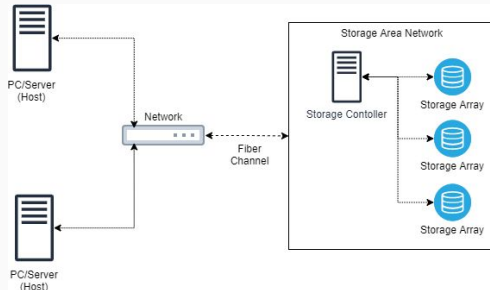 Storage Area Network
PC/Server
(Host)
Storage Array
Storage Contoller
Network
Fiber
Channel
Storage Array
Storage Array
PC/Server
(Host)